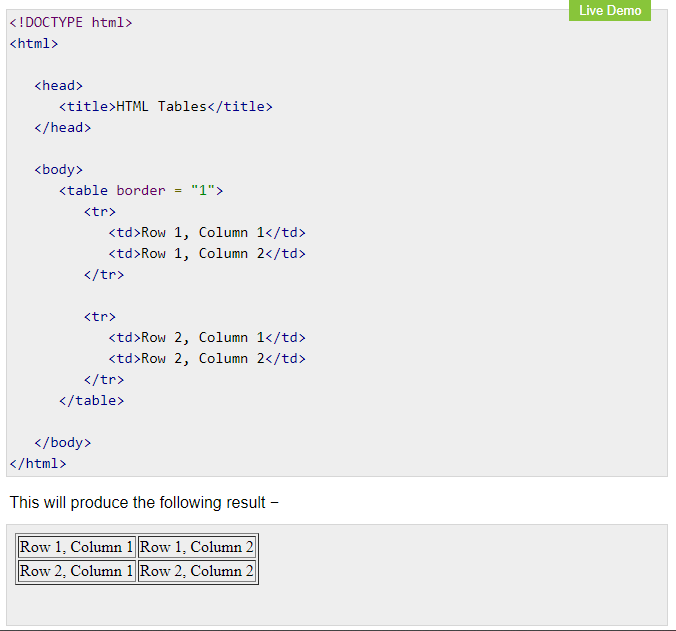 Live Demo
<!DOCTYPE html>
<html>
<head>
<title>HTML Tables</title>
</head>
<body>
<table border = "1">
<tr>
<td>Row 1, Column 1</td>
<td>Row 1, Column 2</td>
</tr>
<tr>
<td>Row 2, Column 1</td>
<td>Row 2, Column 2</td>
</tr>
</table>
</body>
</html>
This will produce the following result −
Row 1, Column 1 Row 1, Column 2
Row 2, Column 1 Row 2, Column 2